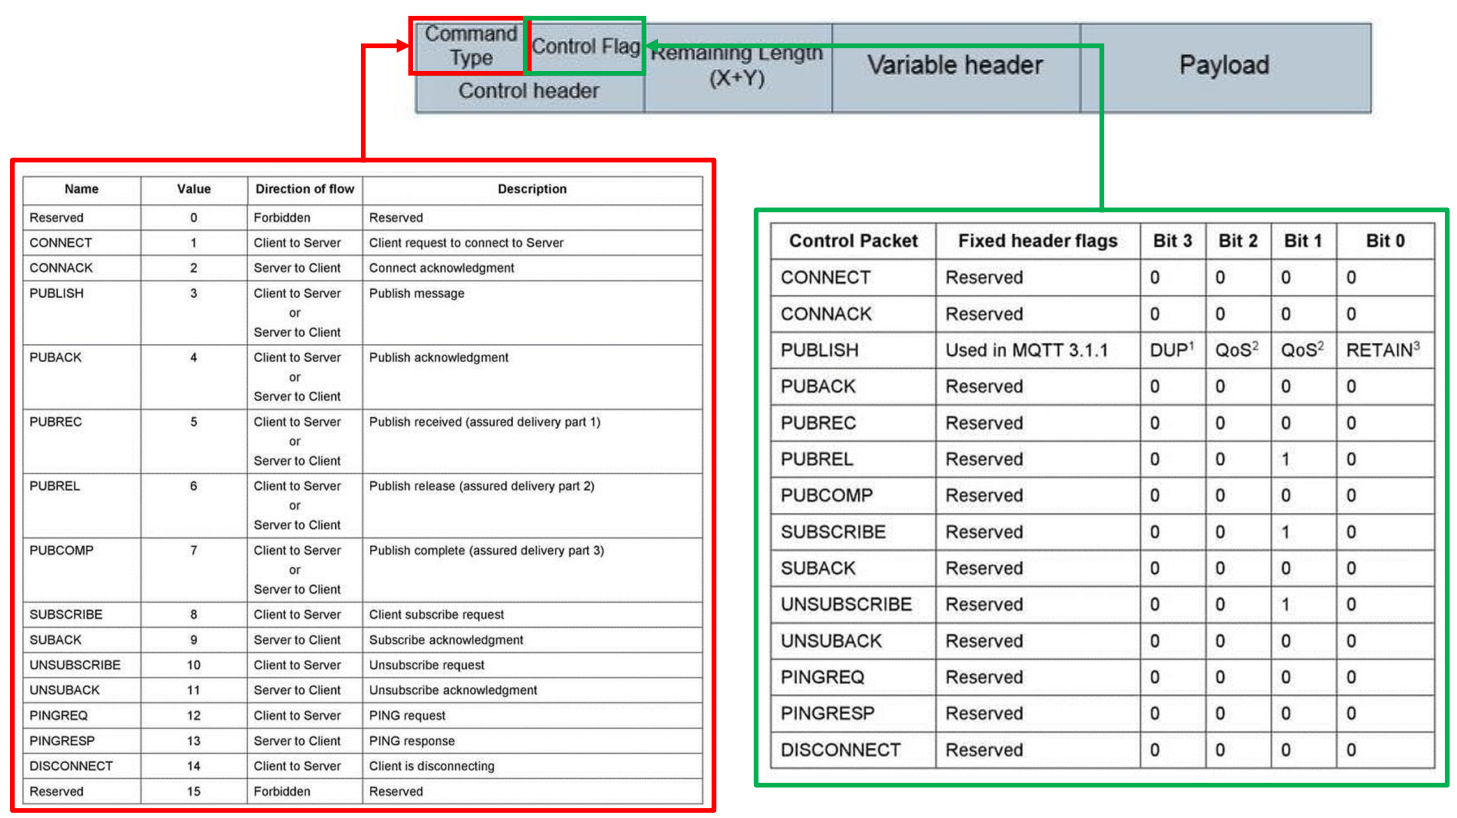 Command Type
Control Flag
Control header
Remaining Length
(X+Y)
Variable header
Payload
Name Value Direction of flow Description
Reserved 0 Forbidden Reserved
CONNECT 1 Client to Server Client request to connect to Server
CONNACK 2 Server to Client Connect acknowledgment
PUBLISH 3 Client to Server Publish message
or
Server to Client
PUBACK 4 Client to Server Publish acknowledgment
or
Server to Client
PUBREC 5 Client to Server Publish received (assured delivery part 1)
or
Server to Client
PUBREL 6 Client to Server Publish release (assured delivery part 2)
or
Server to Client
PUBCOMP 7 Client to Server Publish complete (assured delivery part 3)
or
Server to Client
SUBSCRIBE 8 Client to Server Client subscribe request
SUBACK 9 Server to Client Subscribe acknowledgment
UNSUBSCRIBE 10 Client to Server Unsubscribe request
UNSUBACK 11 Server to Client Unsubscribe acknowledgment
PINGREQ 12 Client to Server PING request
PINGRESP 13 Server to Client PING response
DISCONNECT 14 Client to Server Client is disconnecting
Reserved 15 Forbidden Reserved
Control Packet Fixed header flags Bit 3 Bit 2 Bit 1 Bit 0
CONNECT Reserved 0 0 0 0
CONNACK Reserved 0 0 0 0
PUBLISH Used in MQTT 3.1.1 DUP¹ QoS² QoS² RETAIN³
PUBACK Reserved 0 0 0 0
PUBREC Reserved 0 0 0 0
PUBREL Reserved 0 0 1 0
PUBCOMP Reserved 0 0 0 0
SUBSCRIBE Reserved 0 0 1 0
SUBACK Reserved 0 0 0 0
UNSUBSCRIBE Reserved 0 0 1 0
UNSUBACK Reserved 0 0 0 0
PINGREQ Reserved 0 0 0 0
PINGRESP Reserved 0 0 0 0
DISCONNECT Reserved 0 0 0 0